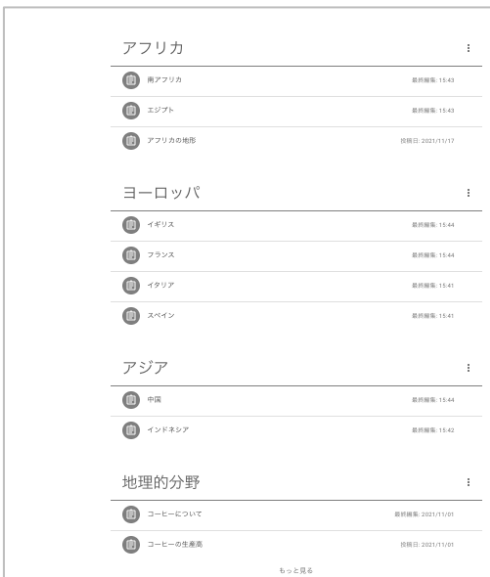 アフリカ
南アフリカ 最終編集: 15:43
エジプト 最終編集: 15:43
アフリカの地形 投稿日: 2021/11/17
ヨーロッパ
イギリス 最終編集: 15:44
フランス 最終編集: 15:44
イタリア 最終編集: 15:41
スペイン 最終編集: 15:41
アジア
中国 最終編集: 15:44
インドネシア 最終編集: 15:42
地理的分野
コーヒーについて 最終編集: 2021/11/01
コーヒーの生産高 投稿日: 2021/11/01
もっと見る